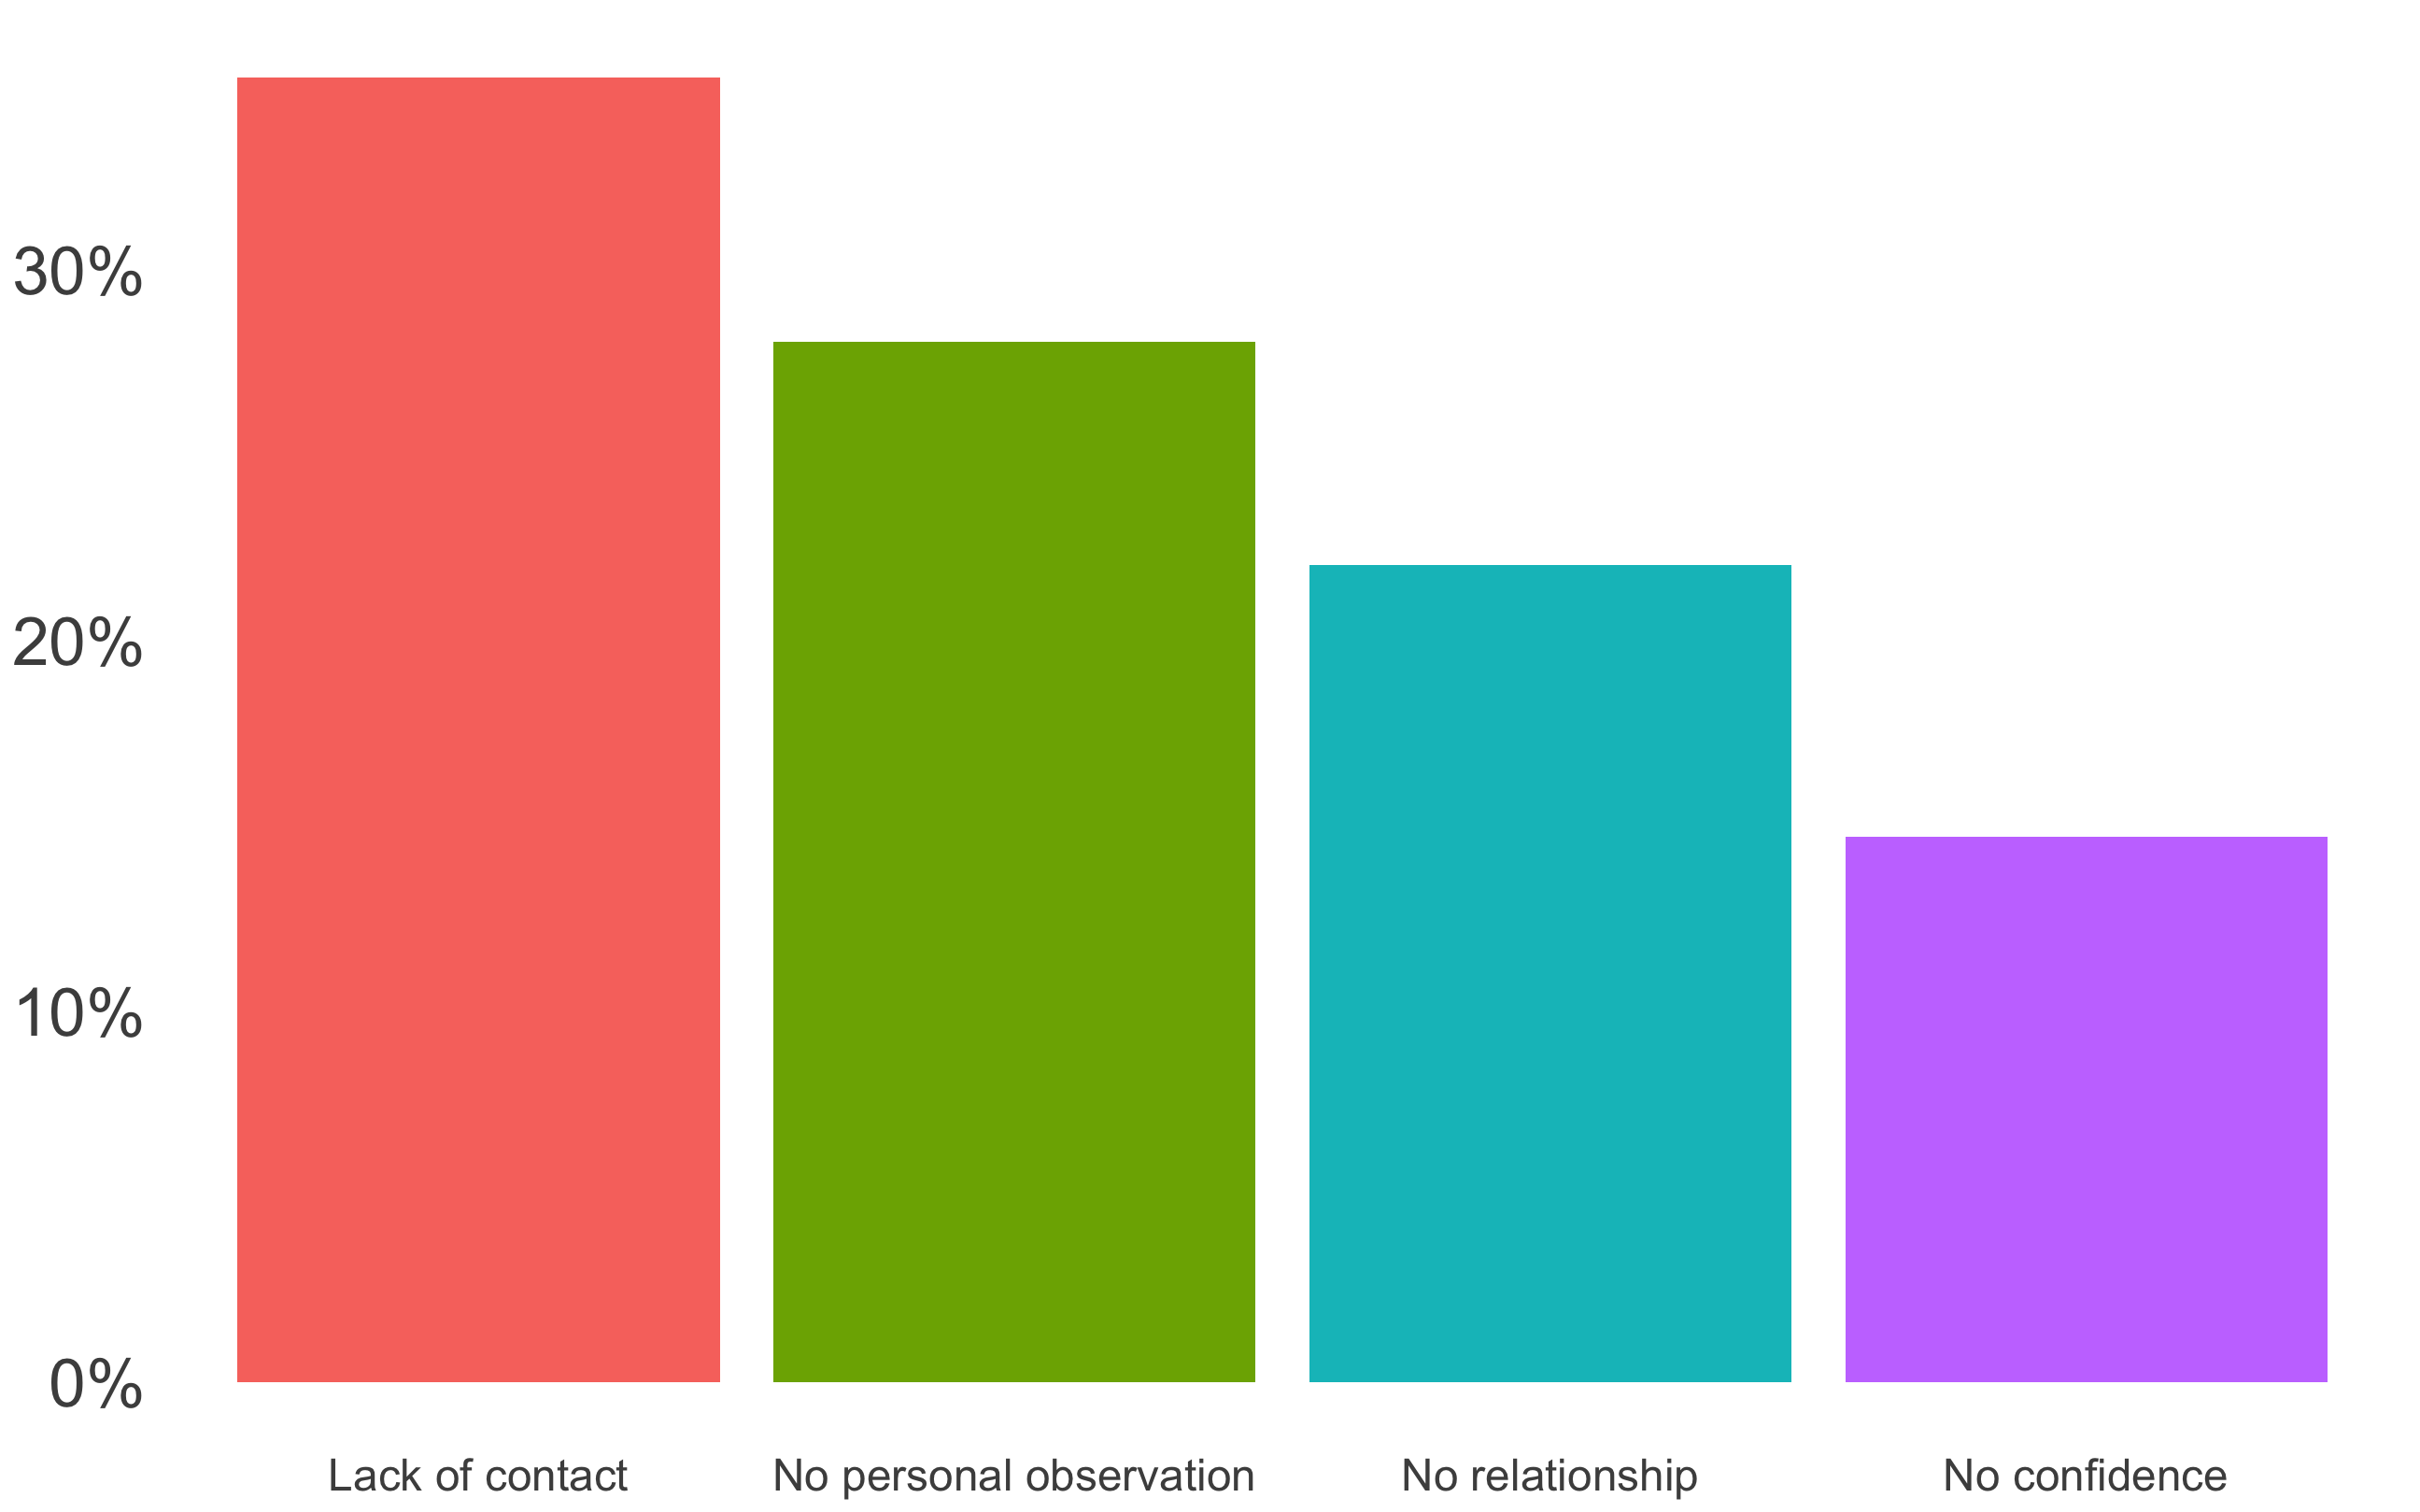 30%
20%
10%
0%
Lack of contact
No personal observation
No relationship
No confidence